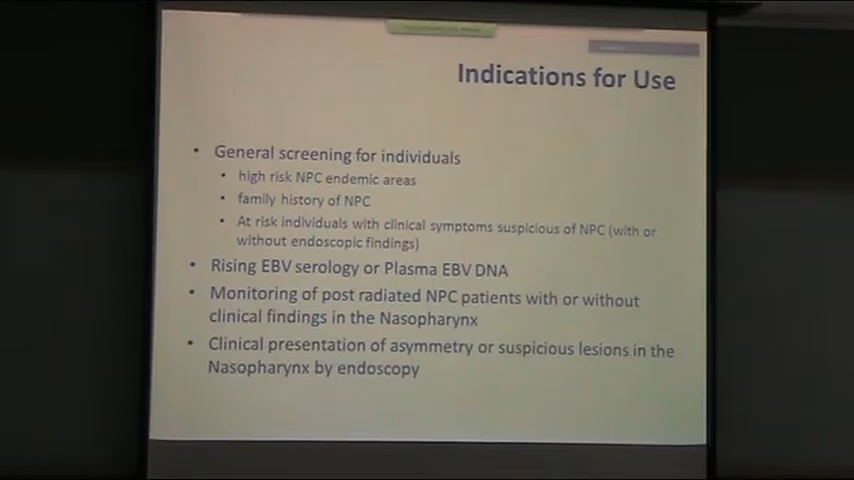 Indications for Use
• General screening for individuals
• high risk NPC endemic areas
• family history of NPC
• At risk individuals with clinical symptoms suspicious of NPC (with or
without endoscopic findings)
• Rising EBV serology or Plasma EBV DNA
• Monitoring of post radiated NPC patients with or without
clinical findings in the Nasopharynx
• Clinical presentation of asymmetry or suspicious lesions in the
Nasopharynx by endoscopy